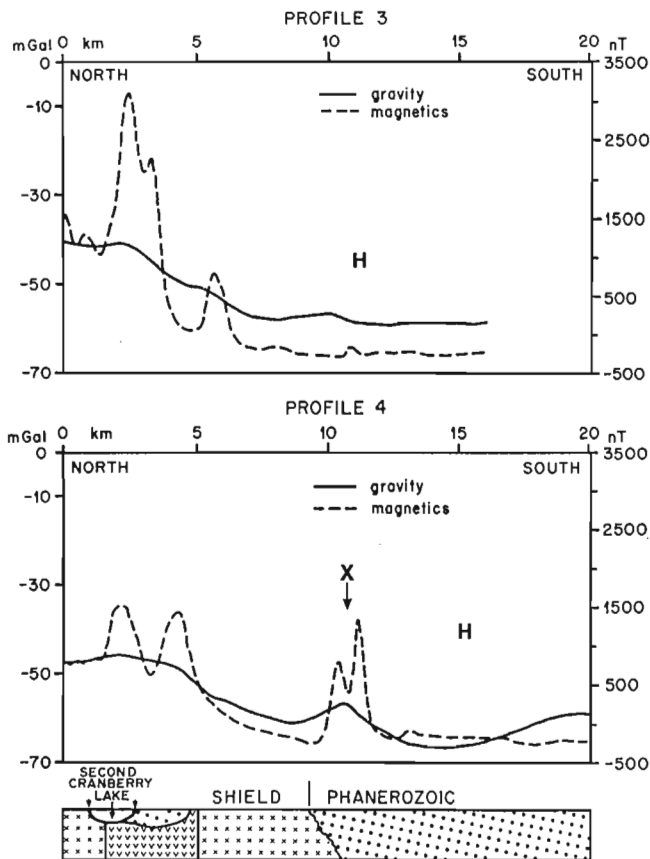 PROFILE 3
mGal 0 km 5 10 15 20 nT
0 NORTH SOUTH 3500
gravity
magnetics
-10
2500
-30
1500
H
-50
500
-70 -500
PROFILE 4
mGal 0 km 5 10 15 20 nT
0 NORTH SOUTH 3500
-10
gravity
magnetics
2500
-30
X
1500
H
-50
500
-70 -500
SECOND
CRANBERRY
LAKE
SHIELD PHANEROZOIC